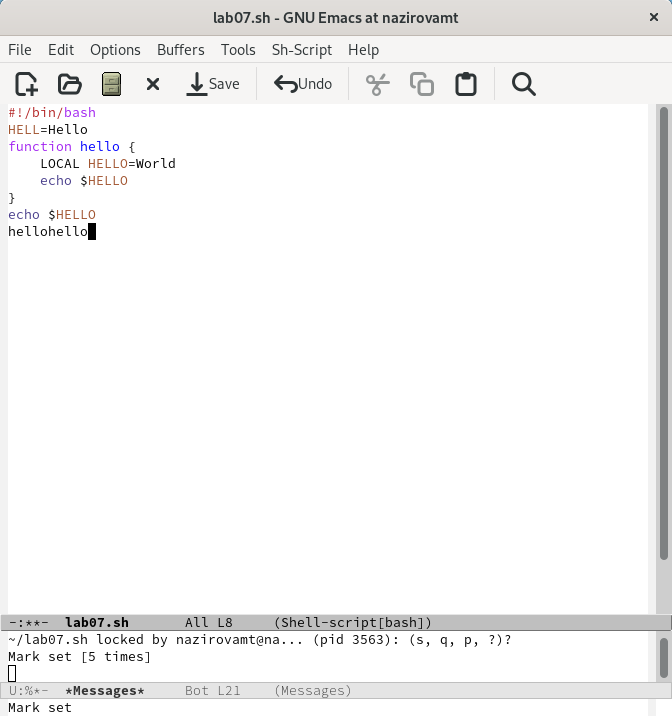 lab07.sh - GNU Emacs at nazirovamt
File Edit Options Buffers Tools Sh-Script Help
Save Undo
#!/bin/bash
HELL=Hello
function hello {
    LOCAL HELLO=World
    echo $HELLO
}
echo $HELLO
hellohello
-:**-  lab07.sh       All L8     (Shell-script[bash])
~/lab07.sh locked by nazirovamt@na... (pid 3563): (s, q, p, ?)?
Mark set [5 times]
U:%*-  *Messages*     Bot L21    (Messages)
Mark set